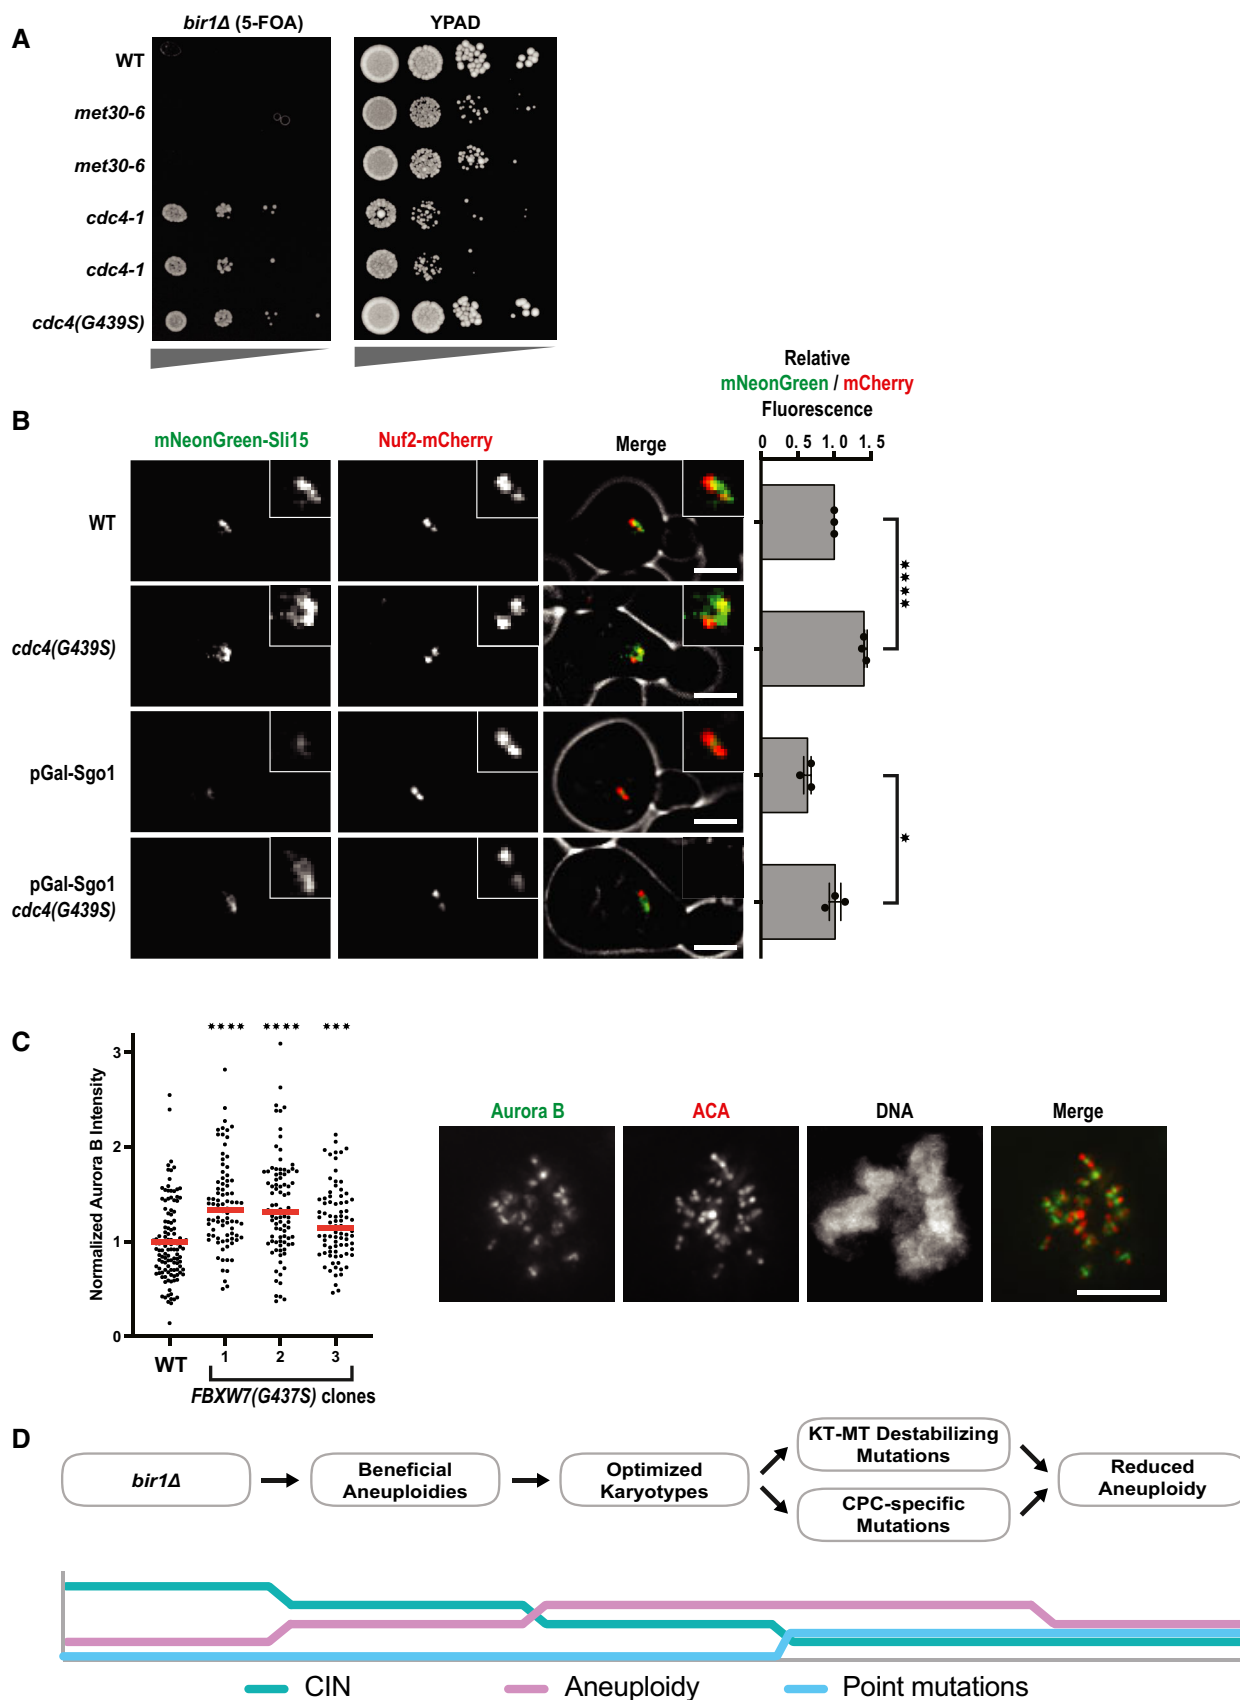 A
bir1Δ (5-FOA)
YPAD
WT
met30-6
met30-6
cdc4-1
cdc4-1
cdc4(G439S)
Relative
mNeonGreen / mCherry
Fluorescence
B
mNeonGreen-Sli15
Nuf2-mCherry
Merge
0 0.5 1.0 1.5
WT
cdc4(G439S)
pGal-Sgo1
pGal-Sgo1
cdc4(G439S)
****
*
C
Normalized Aurora B Intensity
3
2
1
0
**** **** ***
WT
1 2 3
FBXW7(G437S) clones
Aurora B
ACA
DNA
Merge
D
bir1Δ
Beneficial
Aneuploidies
Optimized
Karyotypes
KT-MT Destabilizing
Mutations
CPC-specific
Mutations
Reduced
Aneuploidy
CIN
Aneuploidy
Point mutations